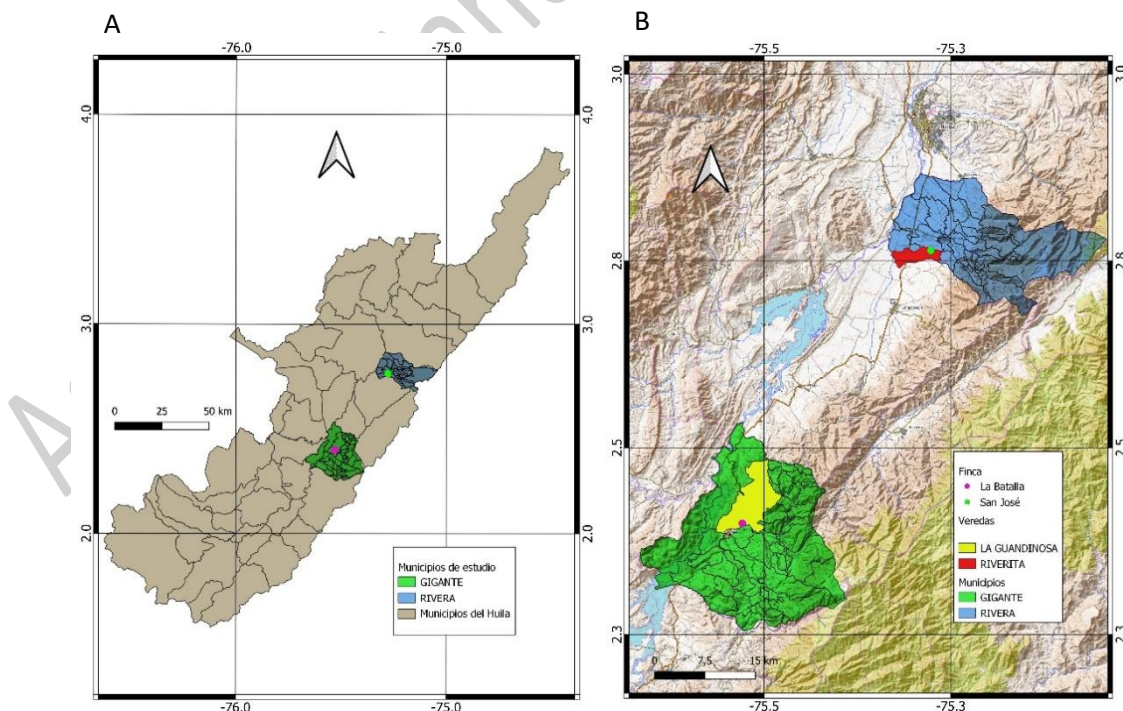 A
-76.0
-75.0
4.0
4.0
3.0
3.0
2.0
2.0
0 25 50 km
Municipios de estudio
GIGANTE
RIVERA
Municipios del Huila
-76.0
-75.0
B
-75.5
-75.3
3.0
3.0
2.8
2.8
2.5
2.5
2.3
2.3
Finca
La Batalla
San José
Veredas
LA GUANDINOSA
RIVERITA
Municipios
GIGANTE
RIVERA
0 7,5 15 km
-75.5
-75.3